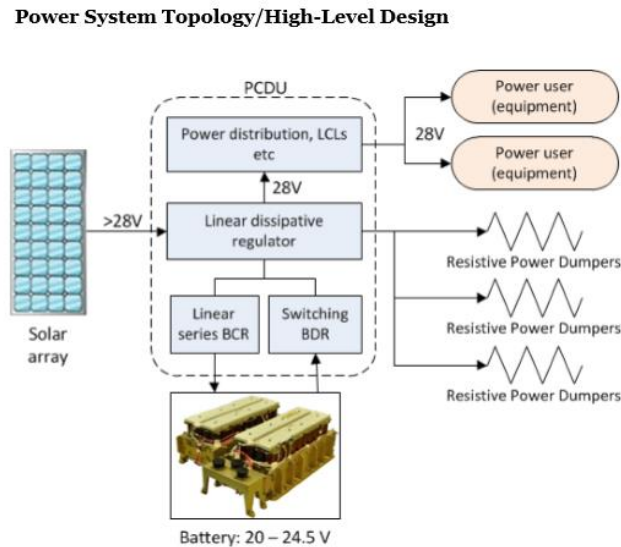 Power System Topology/High-Level Design
PCDU
Power distribution, LCLs
etc
28V
Power user
(equipment)
Power user
(equipment)
28V
>28V
Linear dissipative
regulator
Resistive Power Dumpers
Resistive Power Dumpers
Resistive Power Dumpers
Linear
series BCR
Switching
BDR
Solar
array
Battery: 20 – 24.5 V